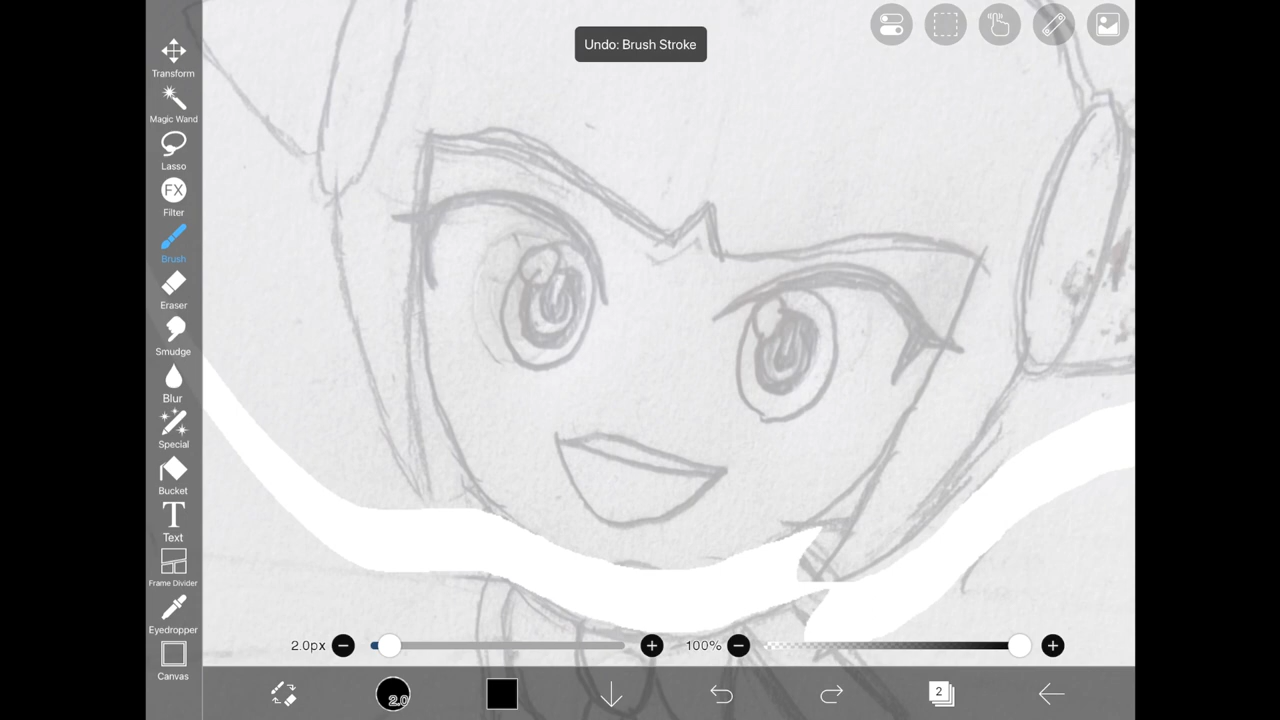 Undo: Brush Stroke
Transform
Magic Wand
Lasso
FX
Filter
Brush
Eraser
Smudge
Blur
Special
Bucket
T
Text
Frame Divider
Eyedropper
Canvas
2.0px
100%
2.0
2